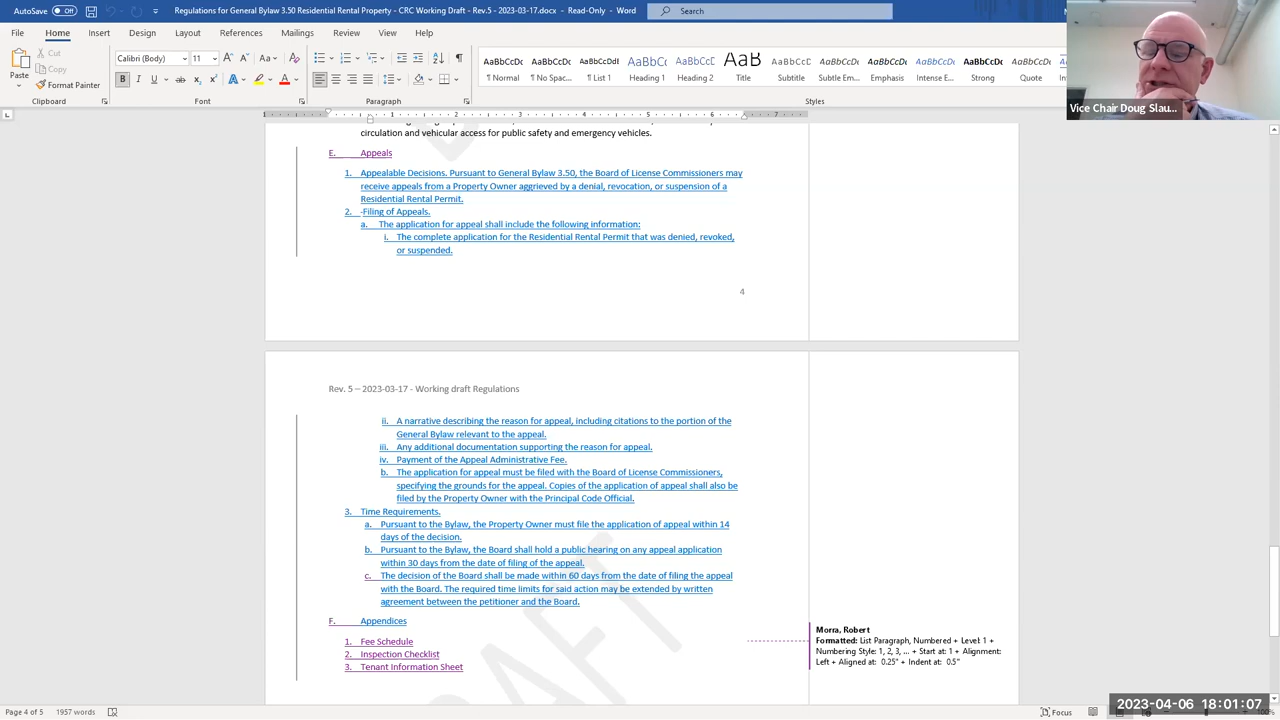 AutoSave Off Regulations for General Bylaw 3.50 Residential Rental Property - CRC Working Draft - Rev.5 - 2023-03-17.docx - Read-Only - Word Search
File Home Insert Design Layout References Mailings Review View Help
Cut
Copy
Format Painter
Paste
Calibri (Body) 11
AaBbCcDc AaBbCcDc AaBbCcDdI AaBbCc AaBbCcI AaB AaBbCcD AaBbCcDc AaBbCcDc AaBbCcDc AaBbCcDc AaBbCcDc
¶ Normal ¶ No Spac... ¶ List 1 Heading 1 Heading 2 Title Subtitle Subtle Em... Emphasis Intense E... Strong Quote
Clipboard Font Paragraph Styles
Vice Chair Doug Slau...
circulation and vehicular access for public safety and emergency vehicles.
E. Appeals
1. Appealable Decisions. Pursuant to General Bylaw 3.50, the Board of License Commissioners may
receive appeals from a Property Owner aggrieved by a denial, revocation, or suspension of a
Residential Rental Permit.
2. -Filing of Appeals.
a. The application for appeal shall include the following information:
i. The complete application for the Residential Rental Permit that was denied, revoked,
or suspended.
4
Rev. 5 – 2023-03-17 - Working draft Regulations
ii. A narrative describing the reason for appeal, including citations to the portion of the
General Bylaw relevant to the appeal.
iii. Any additional documentation supporting the reason for appeal.
iv. Payment of the Appeal Administrative Fee.
b. The application for appeal must be filed with the Board of License Commissioners,
specifying the grounds for the appeal. Copies of the application of appeal shall also be
filed by the Property Owner with the Principal Code Official.
3. Time Requirements.
a. Pursuant to the Bylaw, the Property Owner must file the application of appeal within 14
days of the decision.
b. Pursuant to the Bylaw, the Board shall hold a public hearing on any appeal application
within 30 days from the date of filing of the appeal.
c. The decision of the Board shall be made within 60 days from the date of filing the appeal
with the Board. The required time limits for said action may be extended by written
agreement between the petitioner and the Board.
F. Appendices
1. Fee Schedule
2. Inspection Checklist
3. Tenant Information Sheet
DRAFT
Morra, Robert
Formatted: List Paragraph, Numbered + Level: 1 +
Numbering Style: 1, 2, 3, ... + Start at: 1 + Alignment:
Left + Aligned at: 0.25" + Indent at: 0.5"
Page 4 of 5 1957 words Focus
2023-04-06 18:01:07